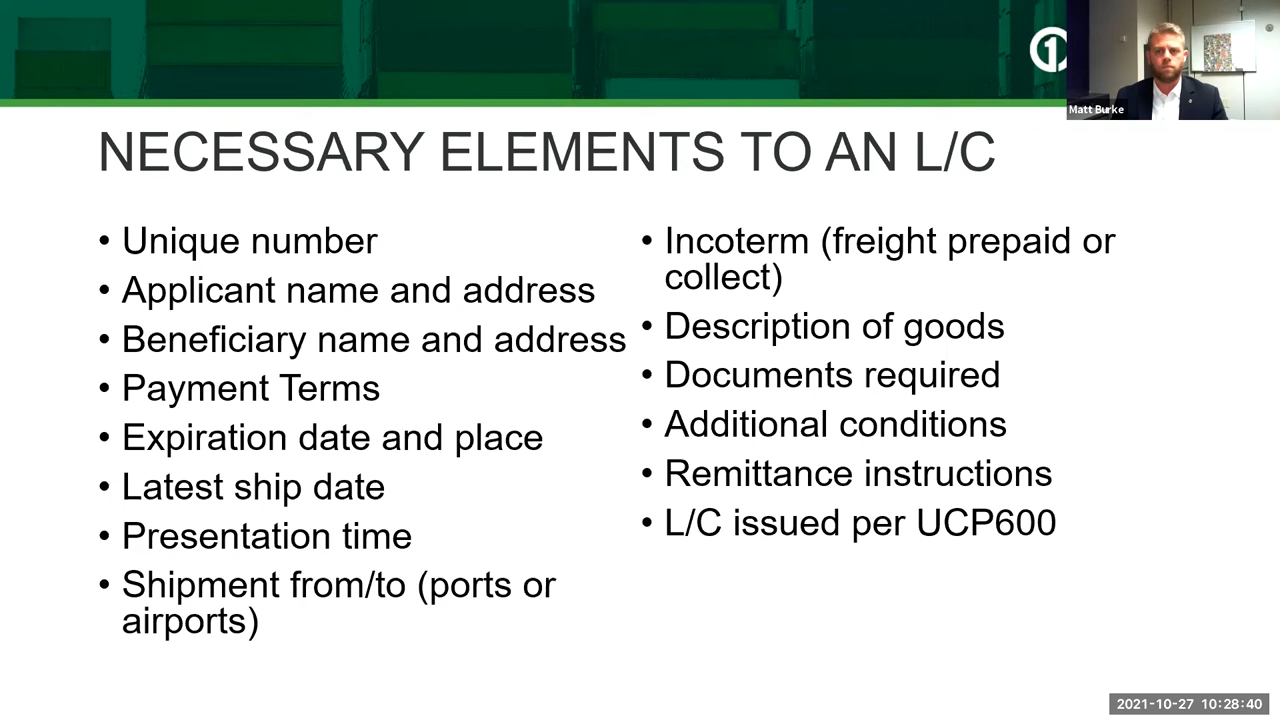 1
Matt Burke
NECESSARY ELEMENTS TO AN L/C
• Unique number
• Applicant name and address
• Beneficiary name and address
• Payment Terms
• Expiration date and place
• Latest ship date
• Presentation time
• Shipment from/to (ports or
airports)
• Incoterm (freight prepaid or
collect)
• Description of goods
• Documents required
• Additional conditions
• Remittance instructions
• L/C issued per UCP600
2021-10-27 10:28:40